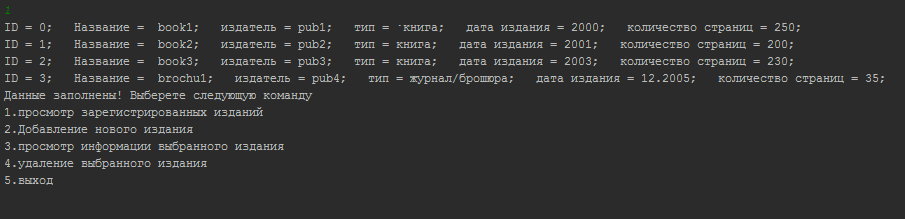 1
ID = 0;   Название =  book1;   издатель = pub1;   тип = книга;   дата издания = 2000;   количество страниц = 250;
ID = 1;   Название =  book2;   издатель = pub2;   тип = книга;   дата издания = 2001;   количество страниц = 200;
ID = 2;   Название =  book3;   издатель = pub3;   тип = книга;   дата издания = 2003;   количество страниц = 230;
ID = 3;   Название =  brochu1;   издатель = pub4;   тип = журнал/брошюра;   дата издания = 12.2005;   количество страниц = 35;
Данные заполнены! Выберете следующую команду
1.просмотр зарегистрированных изданий
2.Добавление нового издания
3.просмотр информации выбранного издания
4.удаление выбранного издания
5.выход